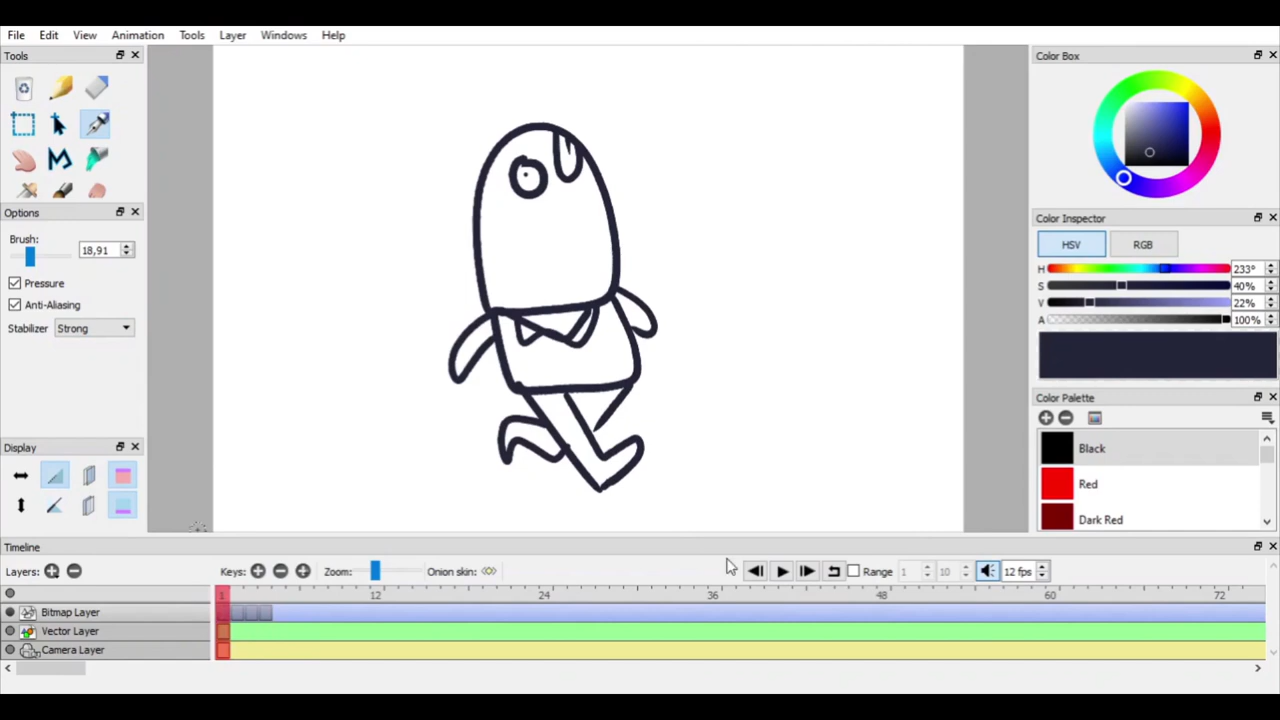 File Edit View Animation Tools Layer Windows Help
Tools
Options
Brush: 18,91
Pressure
Anti-Aliasing
Stabilizer Strong
Display
Color Box
Color Inspector
HSV RGB
H 233°
S 40%
V 22%
A 100%
Color Palette
Black
Red
Dark Red
Timeline
Layers: Keys: Zoom: Onion skin: Range 1 10 12 fps
1 12 24 36 48 60 72
Bitmap Layer
Vector Layer
Camera Layer